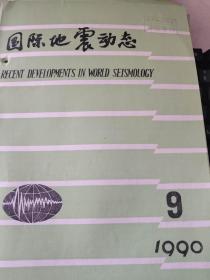 国际地震动态
RECENT DEVELOPMENTS IN WORLD SEISMOLOGY
9
1990